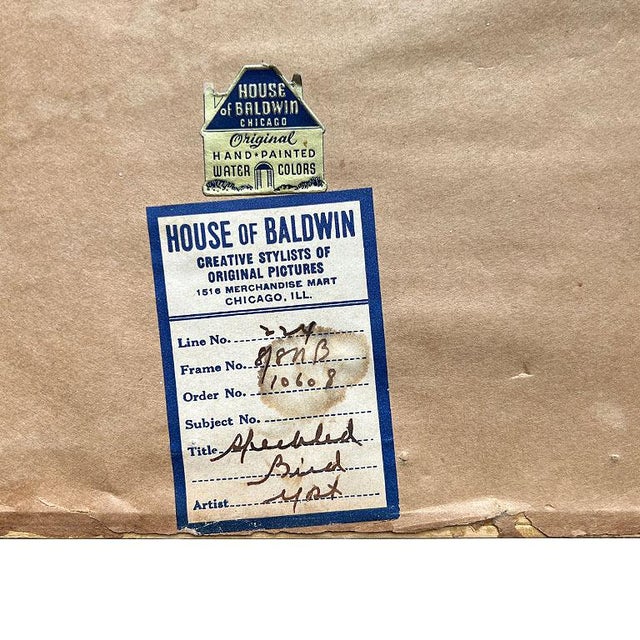 HOUSE
of BALDWIN
CHICAGO
Original
HAND•PAINTED
WATER COLORS
HOUSE OF BALDWIN
CREATIVE STYLISTS OF
ORIGINAL PICTURES
1516 MERCHANDISE MART
CHICAGO, ILL.
Line No. 224
Frame No.
Order No. 10608
Subject No.
Title Speckled
Bird
Artist